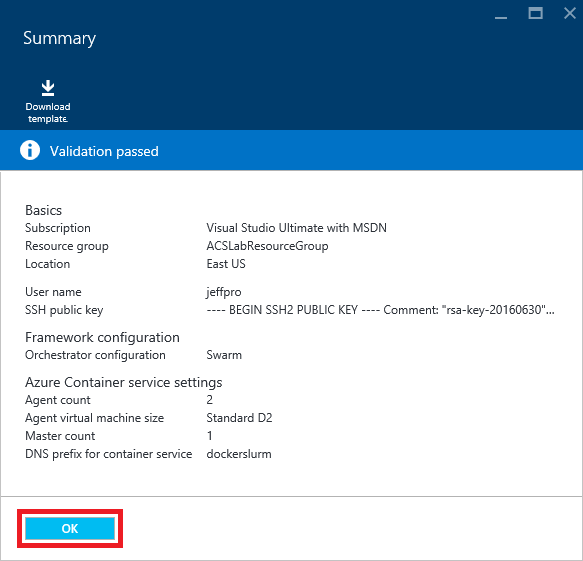 Summary
Download
template
Validation passed
Basics
Subscription Visual Studio Ultimate with MSDN
Resource group ACSLabResourceGroup
Location East US
User name jeffpro
SSH public key ---- BEGIN SSH2 PUBLIC KEY ---- Comment: "rsa-key-20160630"...
Framework configuration
Orchestrator configuration Swarm
Azure Container service settings
Agent count 2
Agent virtual machine size Standard D2
Master count 1
DNS prefix for container service dockerslurm
OK